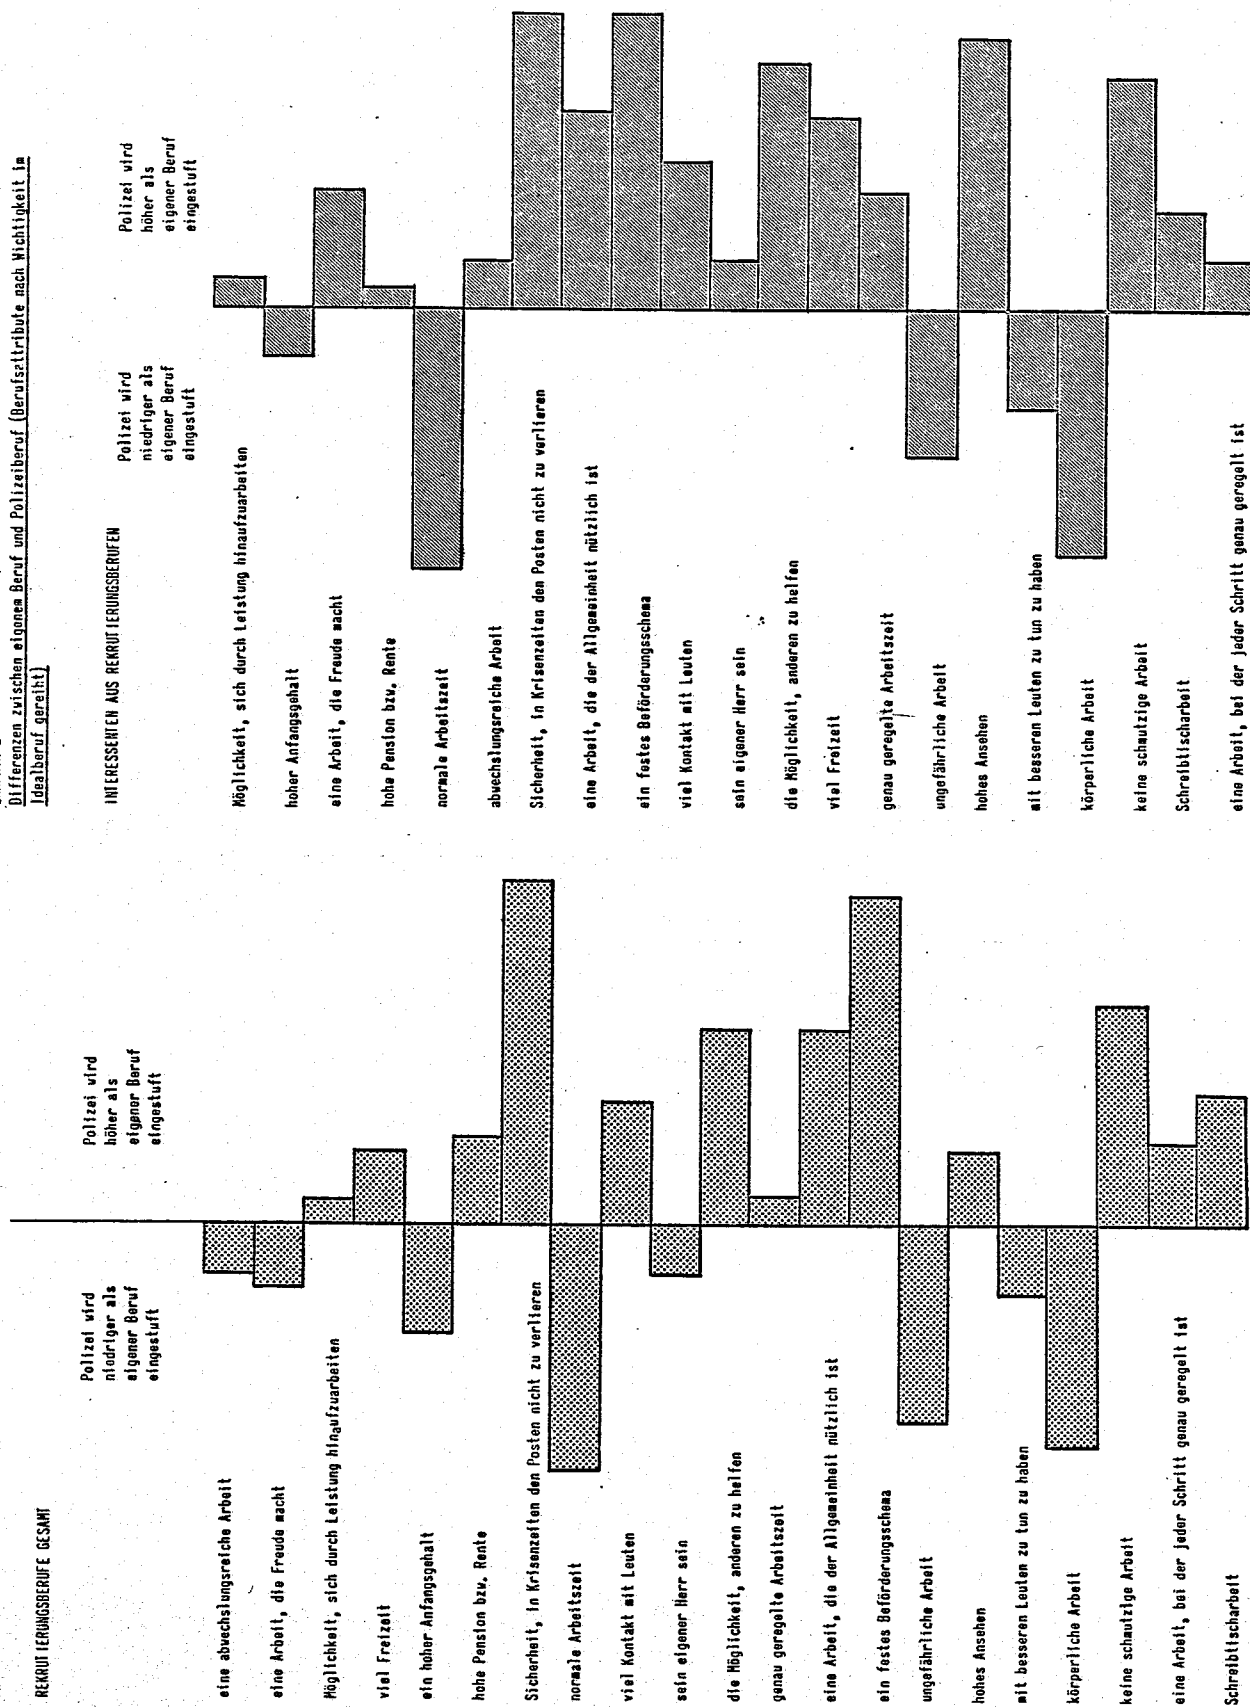 Differenzen zwischen eigenem Beruf und Polizeiberuf (Berufsattribute nach Wichtigkeit im
Idealberuf gereiht)
REKRUTIERUNGSBERUFE GESAMT
Polizei wird
niedriger als
eigener Beruf
eingestuft
Polizei wird
höher als
eigener Beruf
eingestuft
eine abwechslungsreiche Arbeit
eine Arbeit, die Freude macht
Möglichkeit, sich durch Leistung hinaufzuarbeiten
viel Freizeit
ein hoher Anfangsgehalt
hohe Pension bzw. Rente
Sicherheit, in Krisenzeiten den Posten nicht zu verlieren
normale Arbeitszeit
viel Kontakt mit Leuten
sein eigener Herr sein
die Möglichkeit, anderen zu helfen
genau geregelte Arbeitszeit
eine Arbeit, die der Allgemeinheit nützlich ist
ein festes Beförderungsschema
ungefährliche Arbeit
hohes Ansehen
mit besseren Leuten zu tun zu haben
körperliche Arbeit
keine schmutzige Arbeit
eine Arbeit, bei der jeder Schritt genau geregelt ist
Schreibtischarbeit
INTERESSENTEN AUS REKRUTIERUNGSBERUFEN
Polizei wird
niedriger als
eigener Beruf
eingestuft
Polizei wird
höher als
eigener Beruf
eingestuft
Möglichkeit, sich durch Leistung hinaufzuarbeiten
hoher Anfangsgehalt
eine Arbeit, die Freude macht
hohe Pension bzw. Rente
normale Arbeitszeit
abwechslungsreiche Arbeit
Sicherheit, in Krisenzeiten den Posten nicht zu verlieren
eine Arbeit, die der Allgemeinheit nützlich ist
ein festes Beförderungsschema
viel Kontakt mit Leuten
sein eigener Herr sein
die Möglichkeit, anderen zu helfen
viel Freizeit
genau geregelte Arbeitszeit
ungefährliche Arbeit
hohes Ansehen
mit besseren Leuten zu tun zu haben
körperliche Arbeit
keine schmutzige Arbeit
Schreibtischarbeit
eine Arbeit, bei der jeder Schritt genau geregelt ist